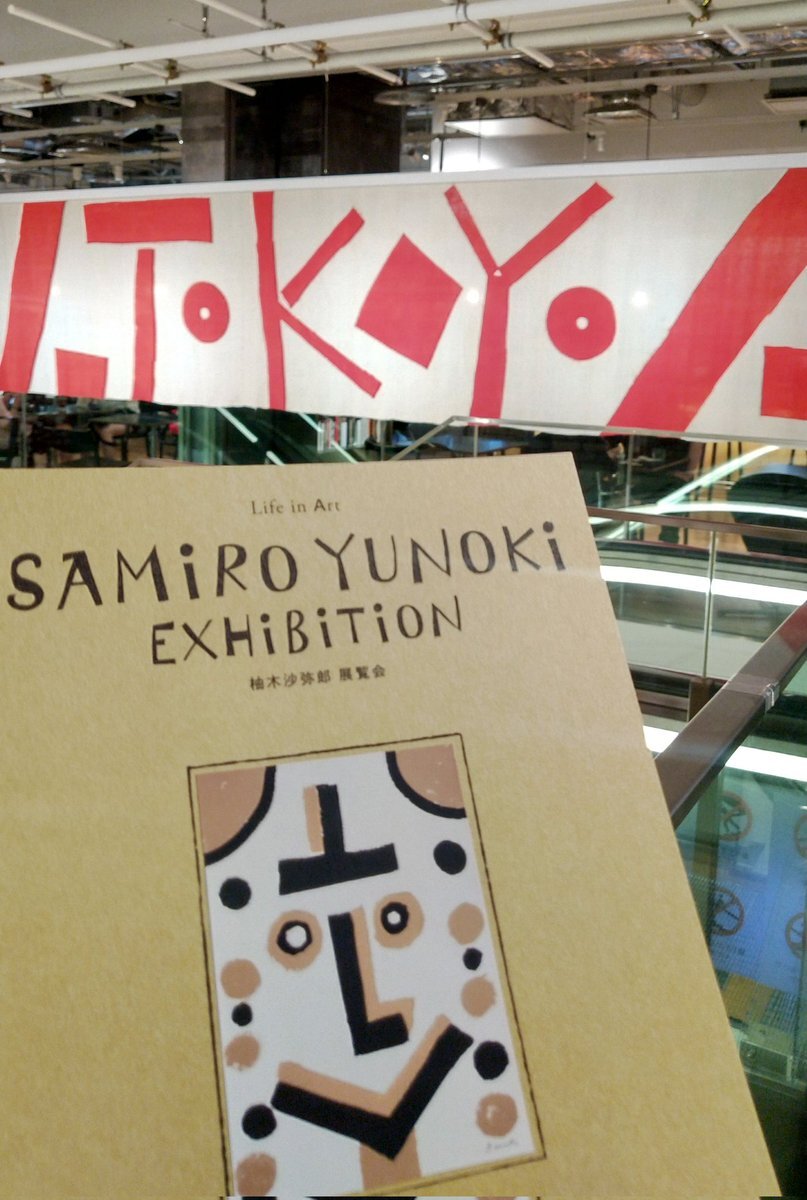 TOKYO
Life in Art
SAMiRO YUNOKi
EXHiBiTiON
柚木沙弥郎 展覧会